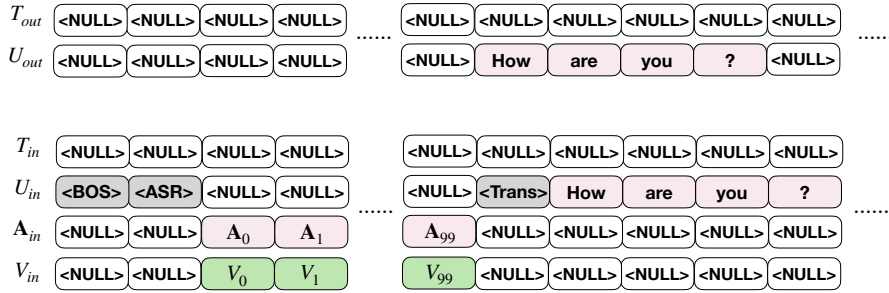 T_out <NULL> <NULL> <NULL> <NULL> ...... <NULL> <NULL> <NULL> <NULL> <NULL> <NULL> .....
U_out <NULL> <NULL> <NULL> <NULL> <NULL> How are you ? <NULL>
T_in <NULL> <NULL> <NULL> <NULL> <NULL> <NULL> <NULL> <NULL> <NULL> <NULL>
U_in <BOS> <ASR> <NULL> <NULL> ...... <NULL> <Trans> How are you ? ......
A_in <NULL> <NULL> A_0 A_1 A_99 <NULL> <NULL> <NULL> <NULL> <NULL>
V_in <NULL> <NULL> V_0 V_1 V_99 <NULL> <NULL> <NULL> <NULL> <NULL>